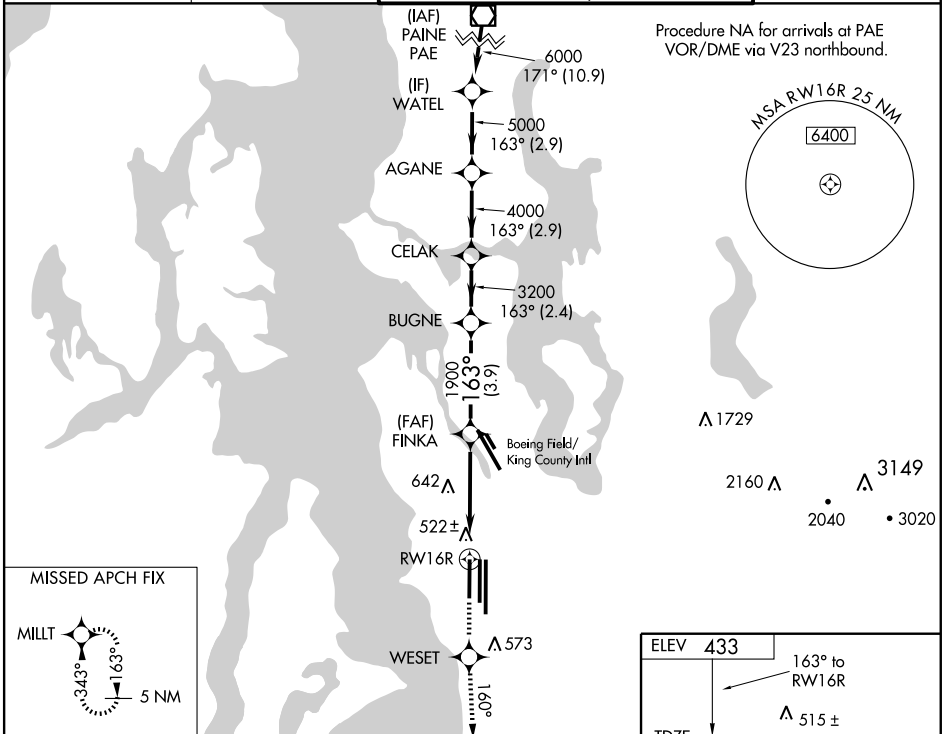 (IAF)
PAINE
PAE
6000
171° (10.9)
Procedure NA for arrivals at PAE
VOR/DME via V23 northbound.
(IF)
WATEL
MSA RW16R 25 NM
6400
5000
163° (2.9)
AGANE
4000
163° (2.9)
CELAK
3200
163° (2.4)
BUGNE
1900
163°
(3.9)
(FAF)
FINKA
Boeing Field/
King County Intl
1729
642
2160
3149
2040
3020
522±
RW16R
MISSED APCH FIX
MILLT
343°
163°
5 NM
WESET
573
160°
ELEV 433
163° to
RW16R
515 ±